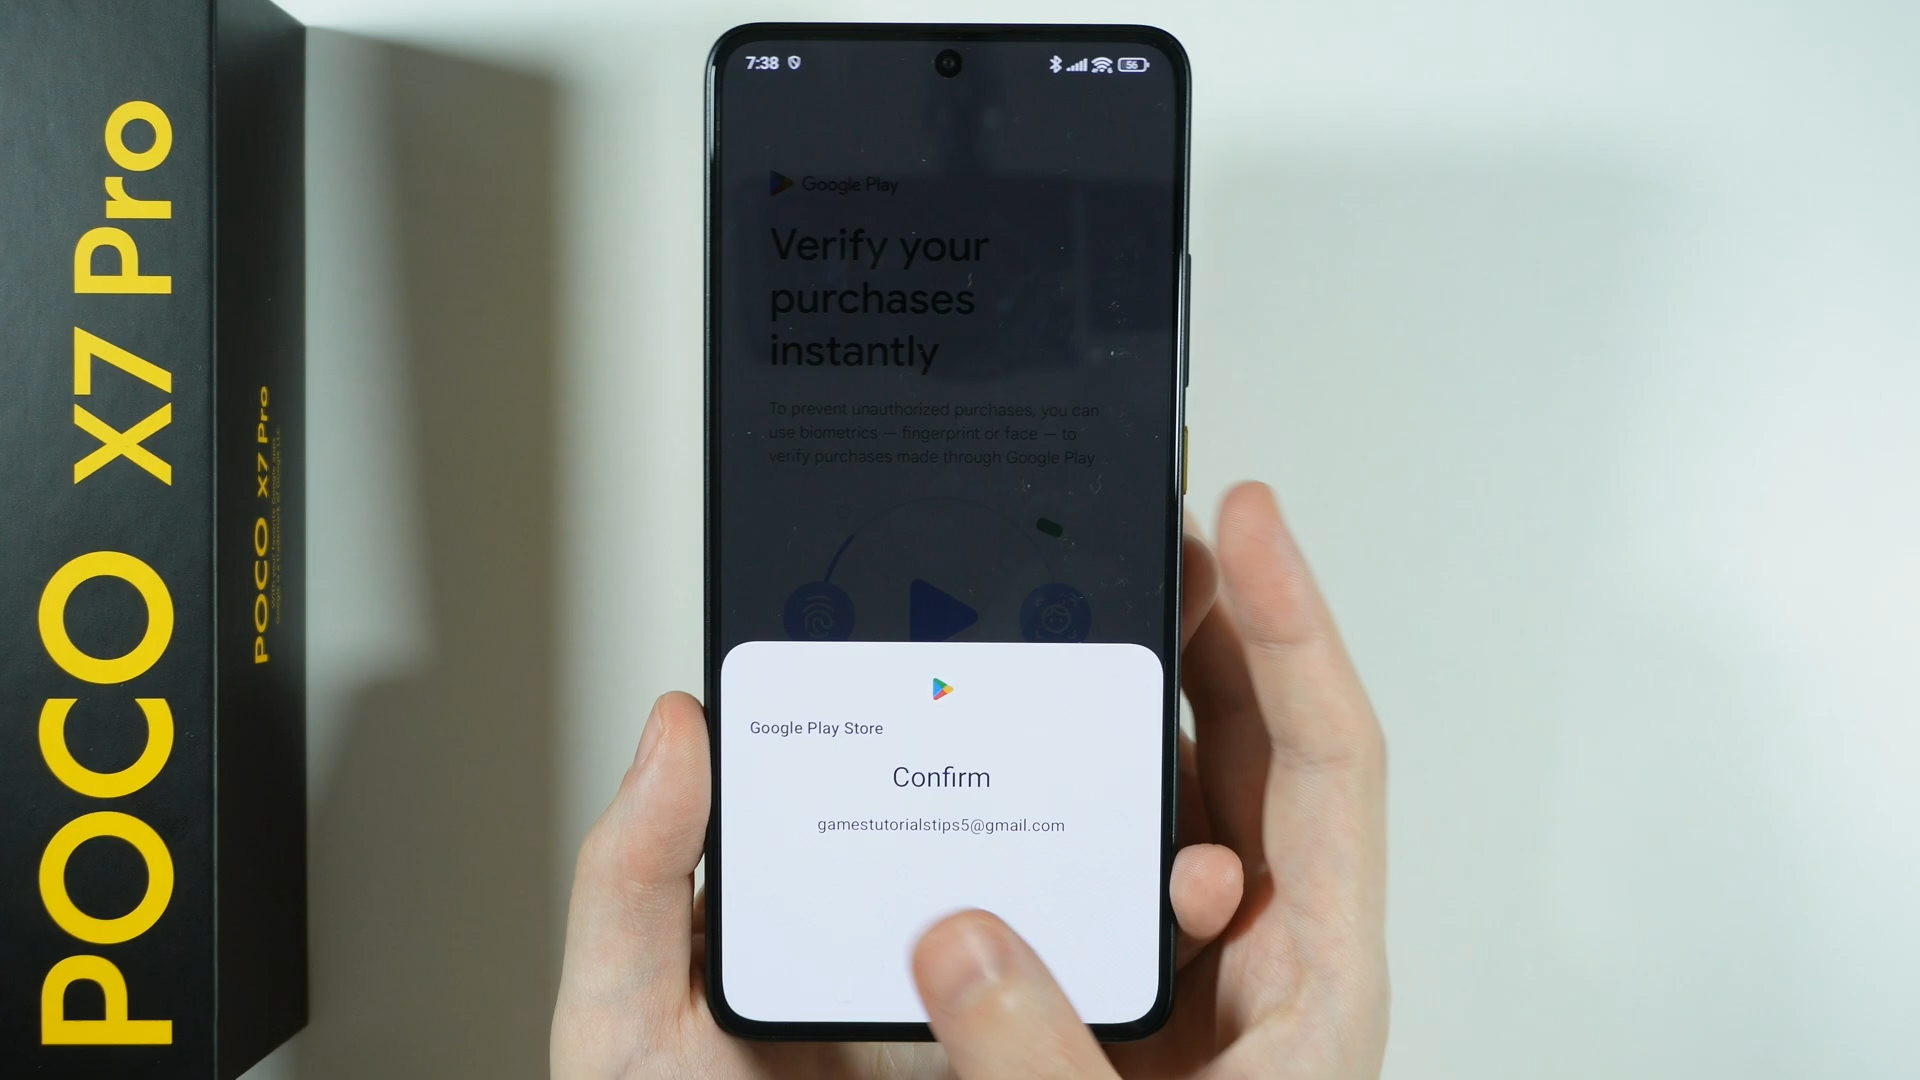 POCO X7 Pro
POCO X7 Pro
7:38
56
Google Play
Verify your
purchases
instantly
To prevent unauthorized purchases, you can
use biometrics — fingerprint or face — to
verify purchases made through Google Play
Google Play Store
Confirm
gamestutorialstips5@gmail.com